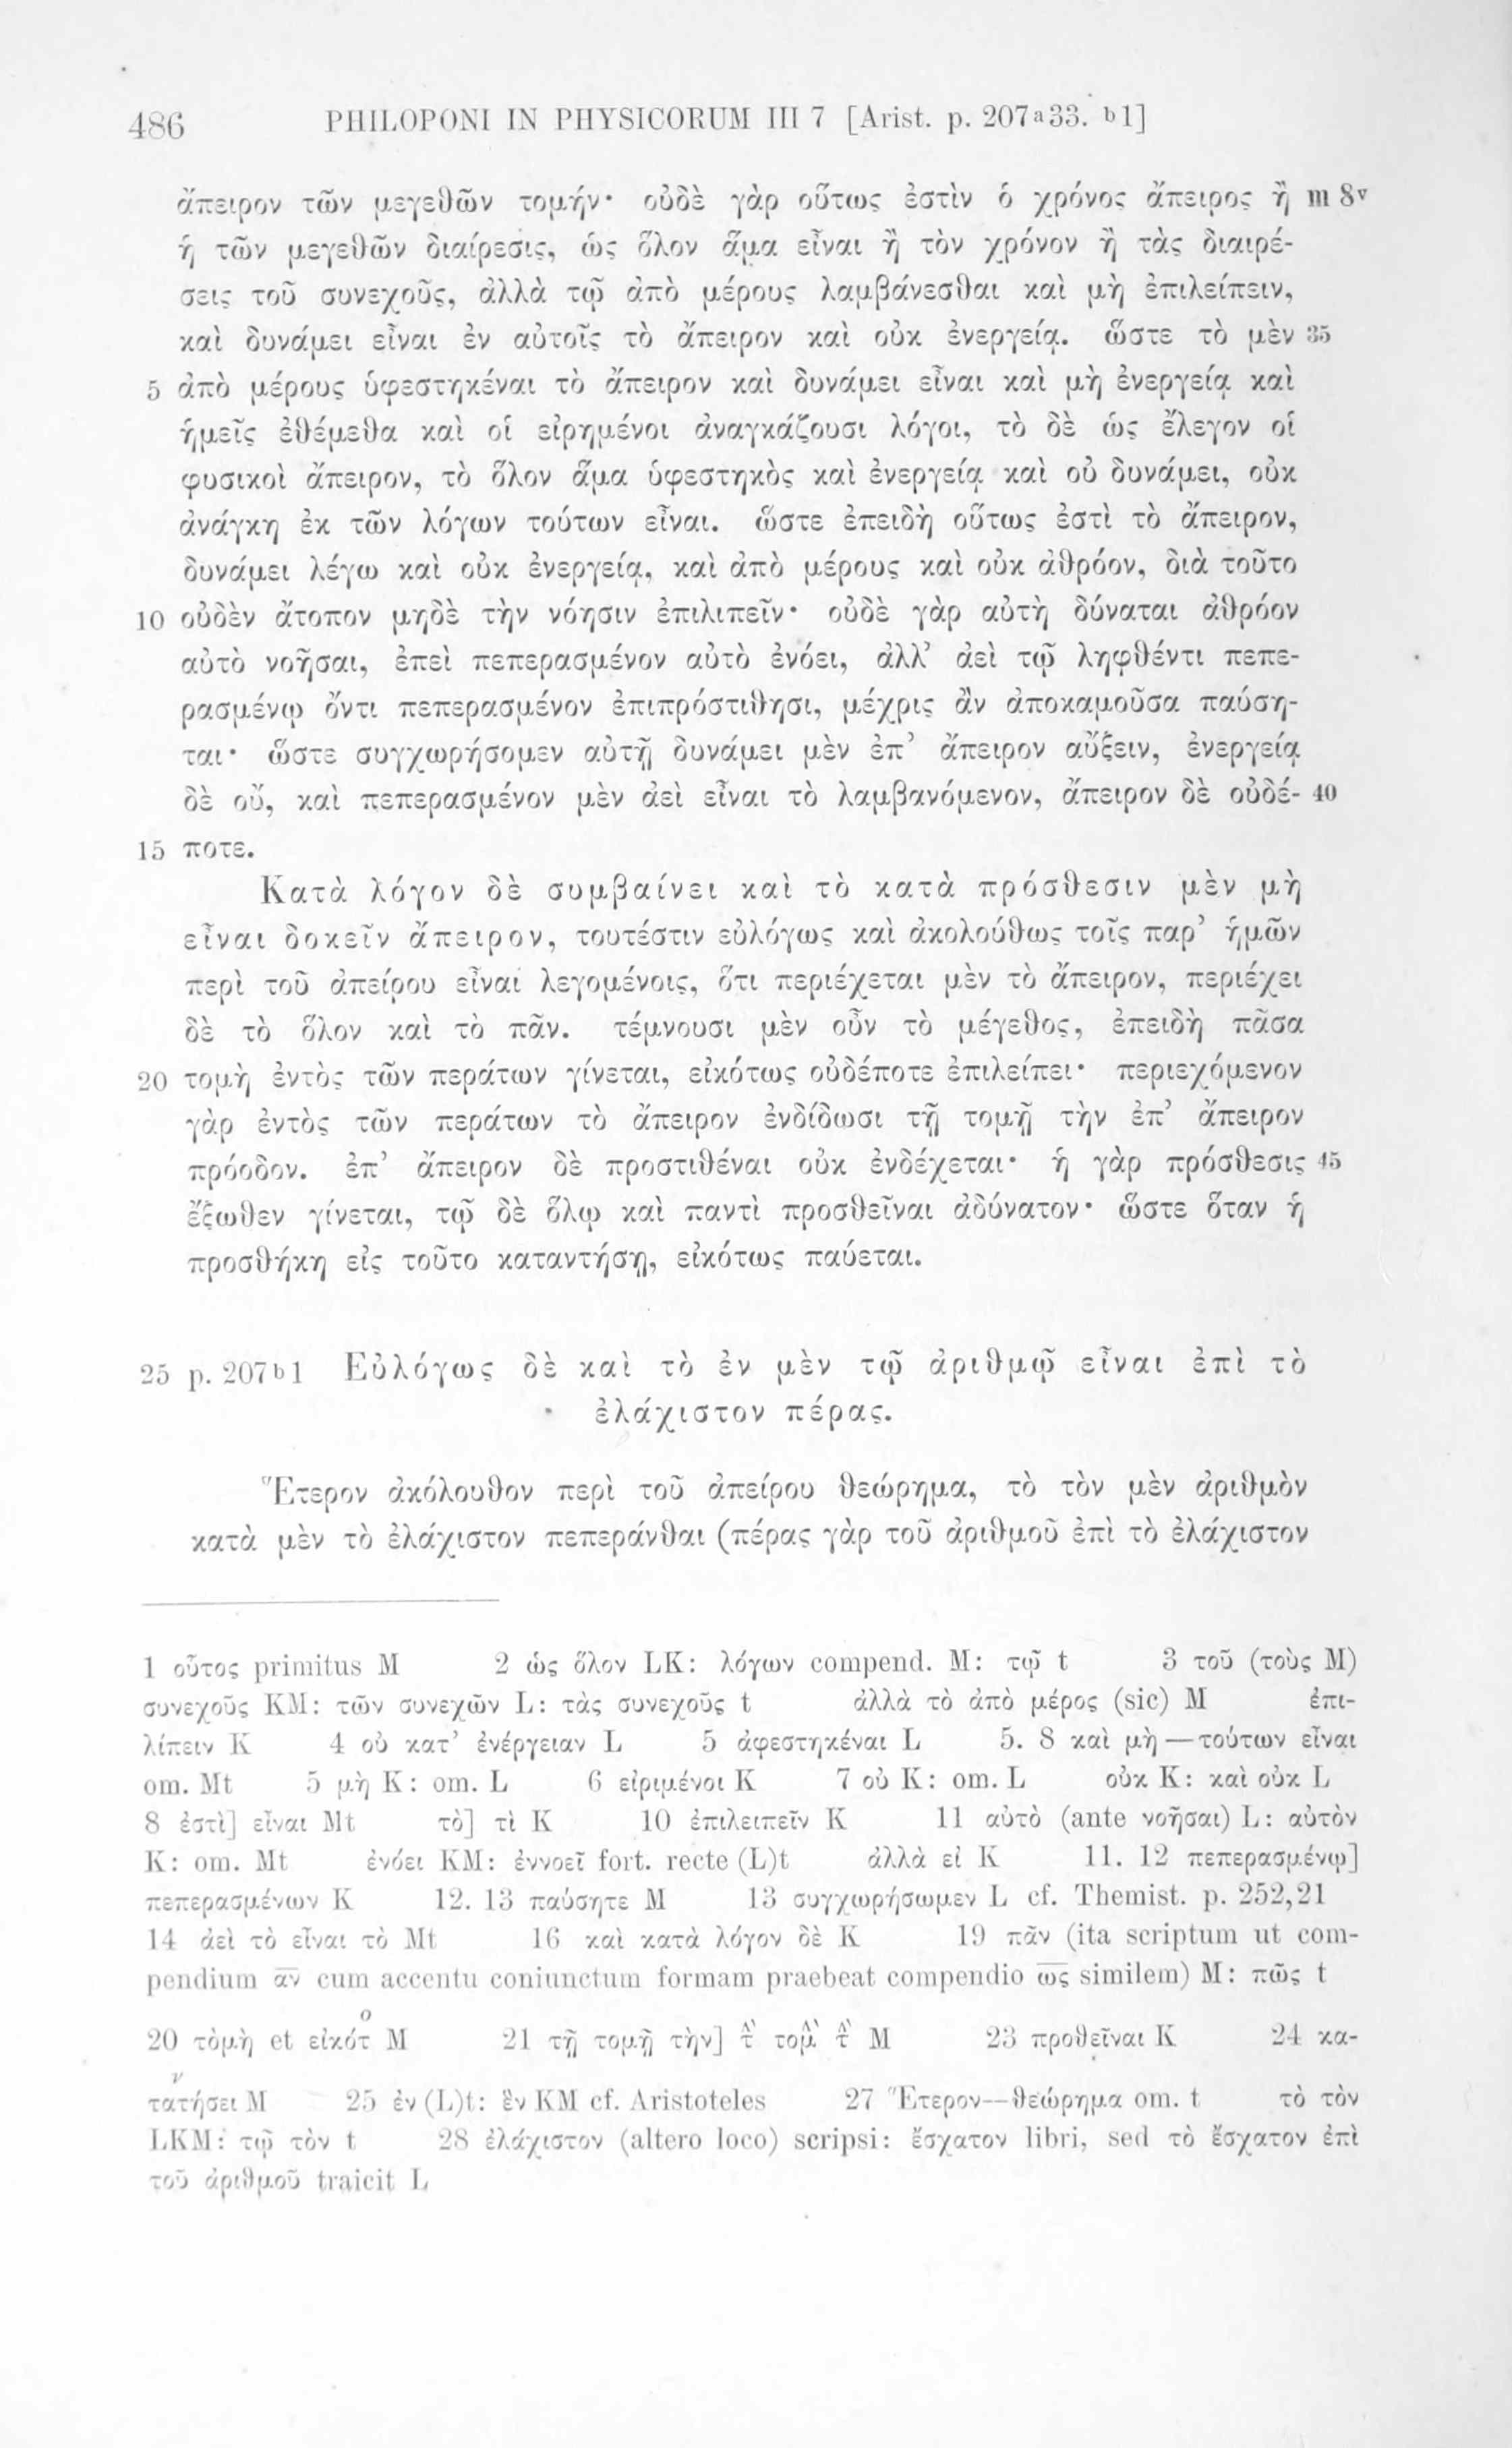 486 PHILOPONI IN PHYSICORUM III 7 [Arist. p. 207a33. b1]
ἄπειρον τῶν μεγεθῶν τομήν· οὐδὲ γὰρ οὕτως ἐστὶν ὁ χρόνος ἄπειρος ἢ m 8v
ἡ τῶν μεγεθῶν διαίρεσις, ὡς ὅλον ἅμα εἶναι ἢ τὸν χρόνον ἢ τὰς διαιρέ-
σεις τοῦ συνεχοῦς, ἀλλὰ τῷ ἀπὸ μέρους λαμβάνεσθαι καὶ μὴ ἐπιλείπειν,
καὶ δυνάμει εἶναι ἐν αὐτοῖς τὸ ἄπειρον καὶ οὐκ ἐνεργείᾳ. ὥστε τὸ μὲν 35
5 ἀπὸ μέρους ὑφεστηκέναι τὸ ἄπειρον καὶ δυνάμει εἶναι καὶ μὴ ἐνεργείᾳ καὶ
ἡμεῖς ἐθέμεθα καὶ οἱ εἰρημένοι ἀναγκάζουσι λόγοι, τὸ δὲ ὡς ἔλεγον οἱ
φυσικοὶ ἄπειρον, τὸ ὅλον ἅμα ὑφεστηκὸς καὶ ἐνεργείᾳ καὶ οὐ δυνάμει, οὐκ
ἀνάγκη ἐκ τῶν λόγων τούτων εἶναι. ὥστε ἐπειδὴ οὕτως ἐστὶ τὸ ἄπειρον,
δυνάμει λέγω καὶ οὐκ ἐνεργείᾳ, καὶ ἀπὸ μέρους καὶ οὐκ ἀθρόον, διὰ τοῦτο
10 οὐδὲν ἄτοπον μηδὲ τὴν νόησιν ἐπιλιπεῖν· οὐδὲ γὰρ αὐτὴ δύναται ἀθρόον
αὐτὸ νοῆσαι, ἐπεὶ πεπερασμένον αὐτὸ ἐνόει, ἀλλ’ ἀεὶ τῷ ληφθέντι πεπε-
ρασμένῳ ὄντι πεπερασμένον ἐπιπρόστιθησι, μέχρις ἂν ἀποκαμοῦσα παύση-
ται· ὥστε συγχωρήσομεν αὐτῇ δυνάμει μὲν ἐπ’ ἄπειρον αὔξειν, ἐνεργείᾳ
δὲ οὔ, καὶ πεπερασμένον μὲν ἀεὶ εἶναι τὸ λαμβανόμενον, ἄπειρον δὲ οὐδέ- 40
15 ποτε.
Κατὰ λόγον δὲ συμβαίνει καὶ τὸ κατὰ πρόσθεσιν μὲν μὴ
εἶναι δοκεῖν ἄπειρον, τουτέστιν εὐλόγως καὶ ἀκολούθως τοῖς παρ’ ἡμῶν
περὶ τοῦ ἀπείρου εἶναι λεγομένοις, ὅτι περιέχεται μὲν τὸ ἄπειρον, περιέχει
δὲ τὸ ὅλον καὶ τὸ πᾶν. τέμνουσι μὲν οὖν τὸ μέγεθος, ἐπειδὴ πᾶσα
20 τομὴ ἐντὸς τῶν περάτων γίνεται, εἰκότως οὐδέποτε ἐπιλείπει· περιεχόμενον
γὰρ ἐντὸς τῶν περάτων τὸ ἄπειρον ἐνδίδωσι τῇ τομῇ τὴν ἐπ’ ἄπειρον
πρόοδον. ἐπ’ ἄπειρον δὲ προστιθέναι οὐκ ἐνδέχεται· ἡ γὰρ πρόσθεσις 45
ἔξωθεν γίνεται, τῷ δὲ ὅλῳ καὶ παντὶ προσθεῖναι ἀδύνατον· ὥστε ὅταν ἡ
προσθήκη εἰς τοῦτο καταντήσῃ, εἰκότως παύεται.
25 p. 207b1 Εὐλόγως δὲ καὶ τὸ ἐν μὲν τῷ ἀριθμῷ εἶναι ἐπὶ τὸ
ἐλάχιστον πέρας.
Ἕτερον ἀκόλουθον περὶ τοῦ ἀπείρου θεώρημα, τὸ τὸν μὲν ἀριθμὸν
κατὰ μὲν τὸ ἐλάχιστον πεπεράνθαι (πέρας γὰρ τοῦ ἀριθμοῦ ἐπὶ τὸ ἐλάχιστον
1 οὗτος primitus M 2 ὡς ὅλον LK: λόγων compend. M: τῷ t 3 τοῦ (τοὺς M)
συνεχοῦς KM: τῶν συνεχῶν L: τὰς συνεχοῦς t ἀλλὰ τὸ ἀπὸ μέρος (sic) M ἐπι-
λίπειν K 4 οὐ κατ’ ἐνέργειαν L 5 ἀφεστηκέναι L 5. 8 καὶ μὴ — τούτων εἶναι
om. Mt 5 μὴ K: om. L 6 εἰριμένοι K 7 οὐ K: om. L οὐκ K: καὶ οὐκ L
8 ἐστὶ] εἶναι Mt τὸ] τὶ K 10 ἐπιλειπεῖν K 11 αὐτὸ (ante νοῆσαι) L: αὐτὸν
K: om. Mt ἐνόει KM: ἐννοεῖ fort. recte (L)t ἀλλὰ εἰ K 11. 12 πεπερασμένῳ]
πεπερασμένων K 12. 13 παύσητε M 13 συγχωρήσωμεν L cf. Themist. p. 252,21
14 ἀεὶ τὸ εἶναι τὸ Mt 16 καὶ κατὰ λόγον δὲ K 19 πᾶν (ita scriptum ut com-
pendium αν cum accentu coniunctum formam praebeat compendio ως similem) M: πῶς t
20 τὸμὴ et εἰκότ ο M 21 τῇ τομῇ τὴν] τ τομ τ M 23 προθεῖναι K 24 κα-
τατήσει ν M 25 ἐν (L)t: ἓν KM cf. Aristoteles 27 Ἕτερον—θεώρημα om. t τὸ τὸν
LKM: τῷ τὸν t 28 ἐλάχιστον (altero loco) scripsi: ἔσχατον libri, sed τὸ ἔσχατον ἐπὶ
τοῦ ἀριθμοῦ traicit L